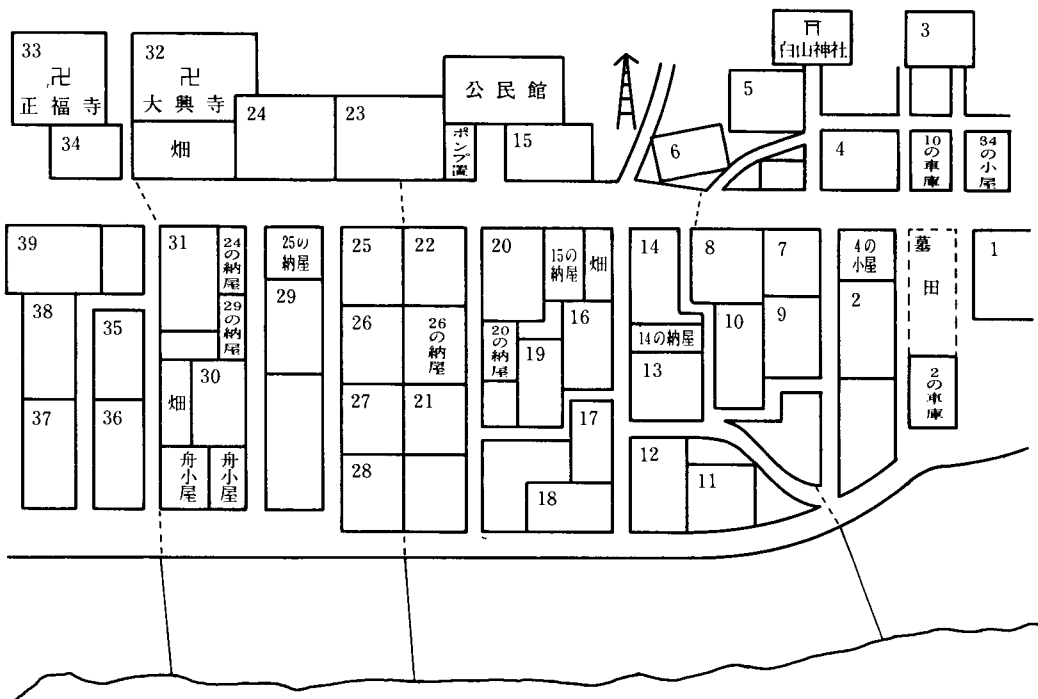 33
卍
正福寺
34
32
卍
大興寺
畑
24
23
公民館
ポンプ置
15
6
5
⛩
白山神社
3
4
10の車庫
34の小屋
39
38
37
35
36
31
24の納屋
29の納屋
30
畑
舟小屋
舟小屋
25の
納屋
29
25
22
26
26の納屋
27
21
28
20
15の納屋
畑
16
20の納屋
19
17
18
14
14の納屋
13
12
11
8
7
10
9
4の
小屋
2
墓田
2の車庫
1